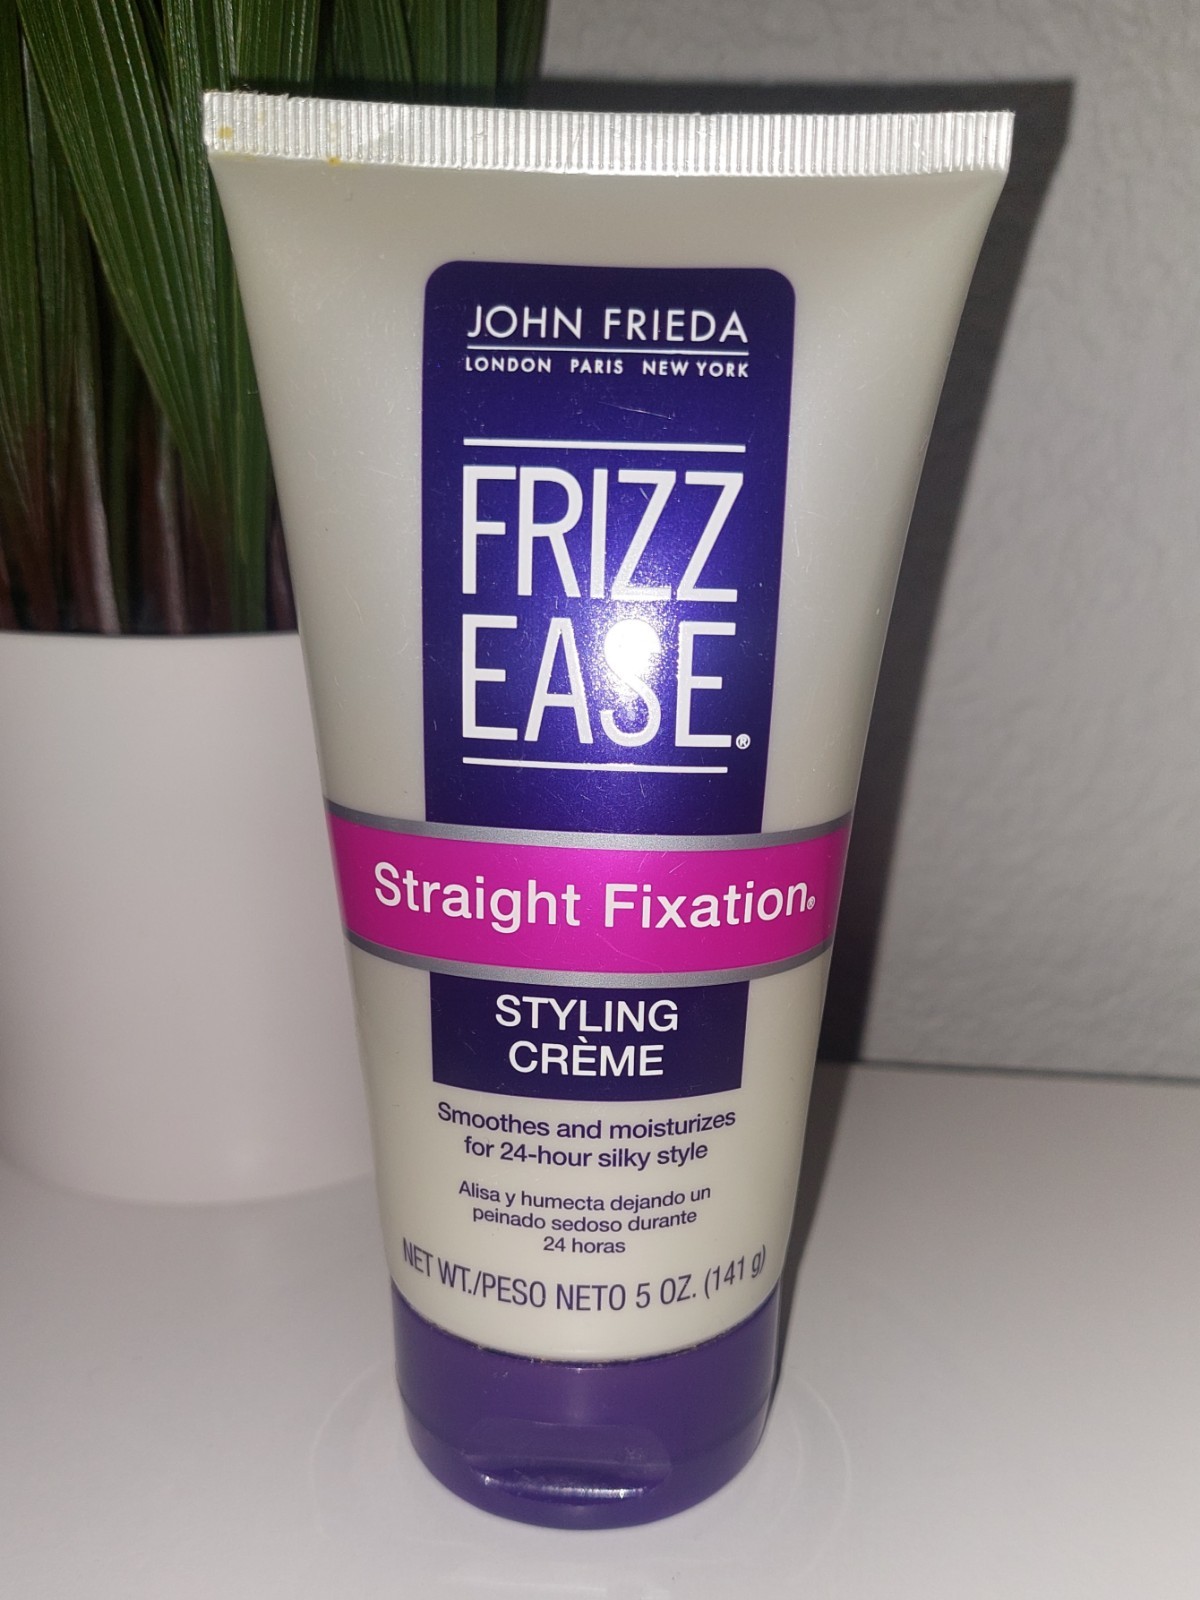 JOHN FRIEDA
LONDON PARIS NEW YORK
FRIZZ
EASE®
Straight Fixation®
STYLING
CRÈME
Smoothes and moisturizes
for 24-hour silky style
Alisa y humecta dejando un
peinado sedoso durante
24 horas
NET WT./PESO NETO 5 OZ. (141 g)